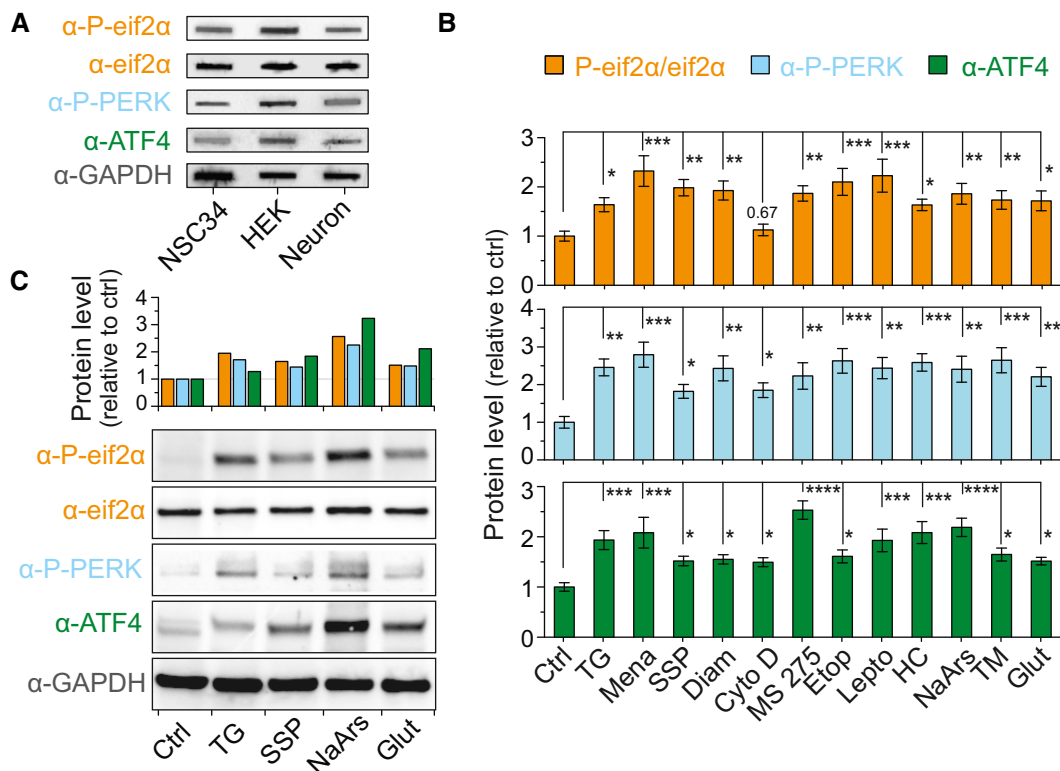 A
α-P-eif2α
α-eif2α
α-P-PERK
α-ATF4
α-GAPDH
NSC34 HEK Neuron
B
P-eif2α/eif2α α-P-PERK α-ATF4
Protein level (relative to ctrl)
3
2
1
0
* *** ** ** 0.67 ** *** *** * ** ** *
3
2
1
0
** *** * ** * ** *** ** *** ** *** **
3
2
1
0
*** *** * * * **** * *** *** **** * *
Ctrl TG Mena SSP Diam Cyto D MS 275 Etop Lepto HC NaArs TM Glut
C
Protein level
(relative to ctrl)
4
3
2
1
0
α-P-eif2α
α-eif2α
α-P-PERK
α-ATF4
α-GAPDH
Ctrl TG SSP NaArs Glut